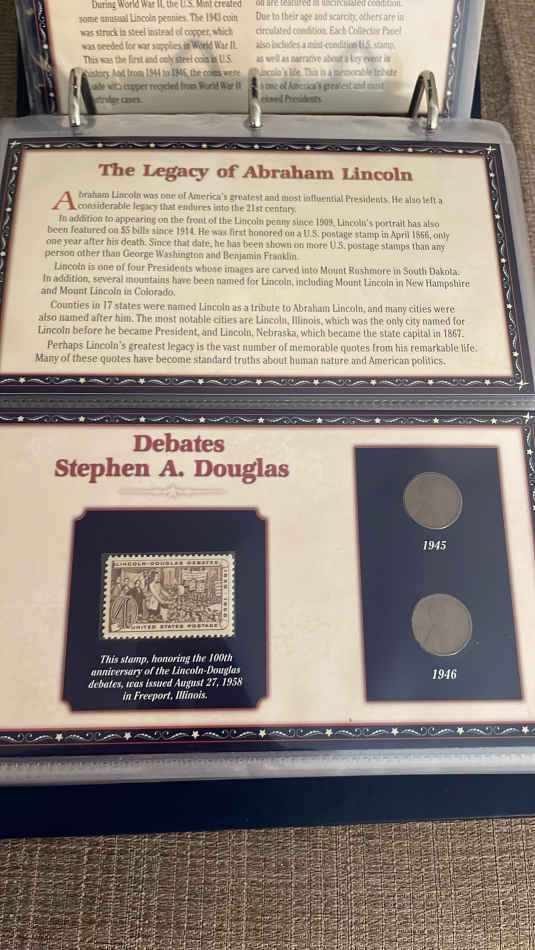 During World War II, the U.S. Mint created
some unusual Lincoln pennies. The 1943 coin
was struck in steel instead of copper, which
was needed for war supplies in World War II.
This was the first and only steel coin in U.S.
history. And from 1944 to 1946, the coins were
made with copper recycled from World War II
cartridge cases.
on are featured in uncirculated condition.
Due to their age and scarcity, others are in
circulated condition. Each Collector Panel
also includes a mint-condition U.S. stamp,
as well as narrative about a key event in
Lincoln's life. This is a memorable tribute
one of America's greatest and most
beloved Presidents.
The Legacy of Abraham Lincoln
Abraham Lincoln was one of America's greatest and most influential Presidents. He also left a
considerable legacy that endures into the 21st century.
In addition to appearing on the front of the Lincoln penny since 1909, Lincoln's portrait has also
been featured on $5 bills since 1914. He was first honored on a U.S. postage stamp in April 1866, only
one year after his death. Since that date, he has been shown on more U.S. postage stamps than any
person other than George Washington and Benjamin Franklin.
Lincoln is one of four Presidents whose images are carved into Mount Rushmore in South Dakota.
In addition, several mountains have been named for Lincoln, including Mount Lincoln in New Hampshire
and Mount Lincoln in Colorado.
Counties in 17 states were named Lincoln as a tribute to Abraham Lincoln, and many cities were
also named after him. The most notable cities are Lincoln, Illinois, which was the only city named for
Lincoln before he became President, and Lincoln, Nebraska, which became the state capital in 1867.
Perhaps Lincoln's greatest legacy is the vast number of memorable quotes from his remarkable life.
Many of these quotes have become standard truths about human nature and American politics.
Debates
Stephen A. Douglas
LINCOLN-DOUGLAS DEBATES
1858 1958
UNITED STATES POSTAGE
This stamp, honoring the 100th
anniversary of the Lincoln-Douglas
debates, was issued August 27, 1958
in Freeport, Illinois.
1945
1946